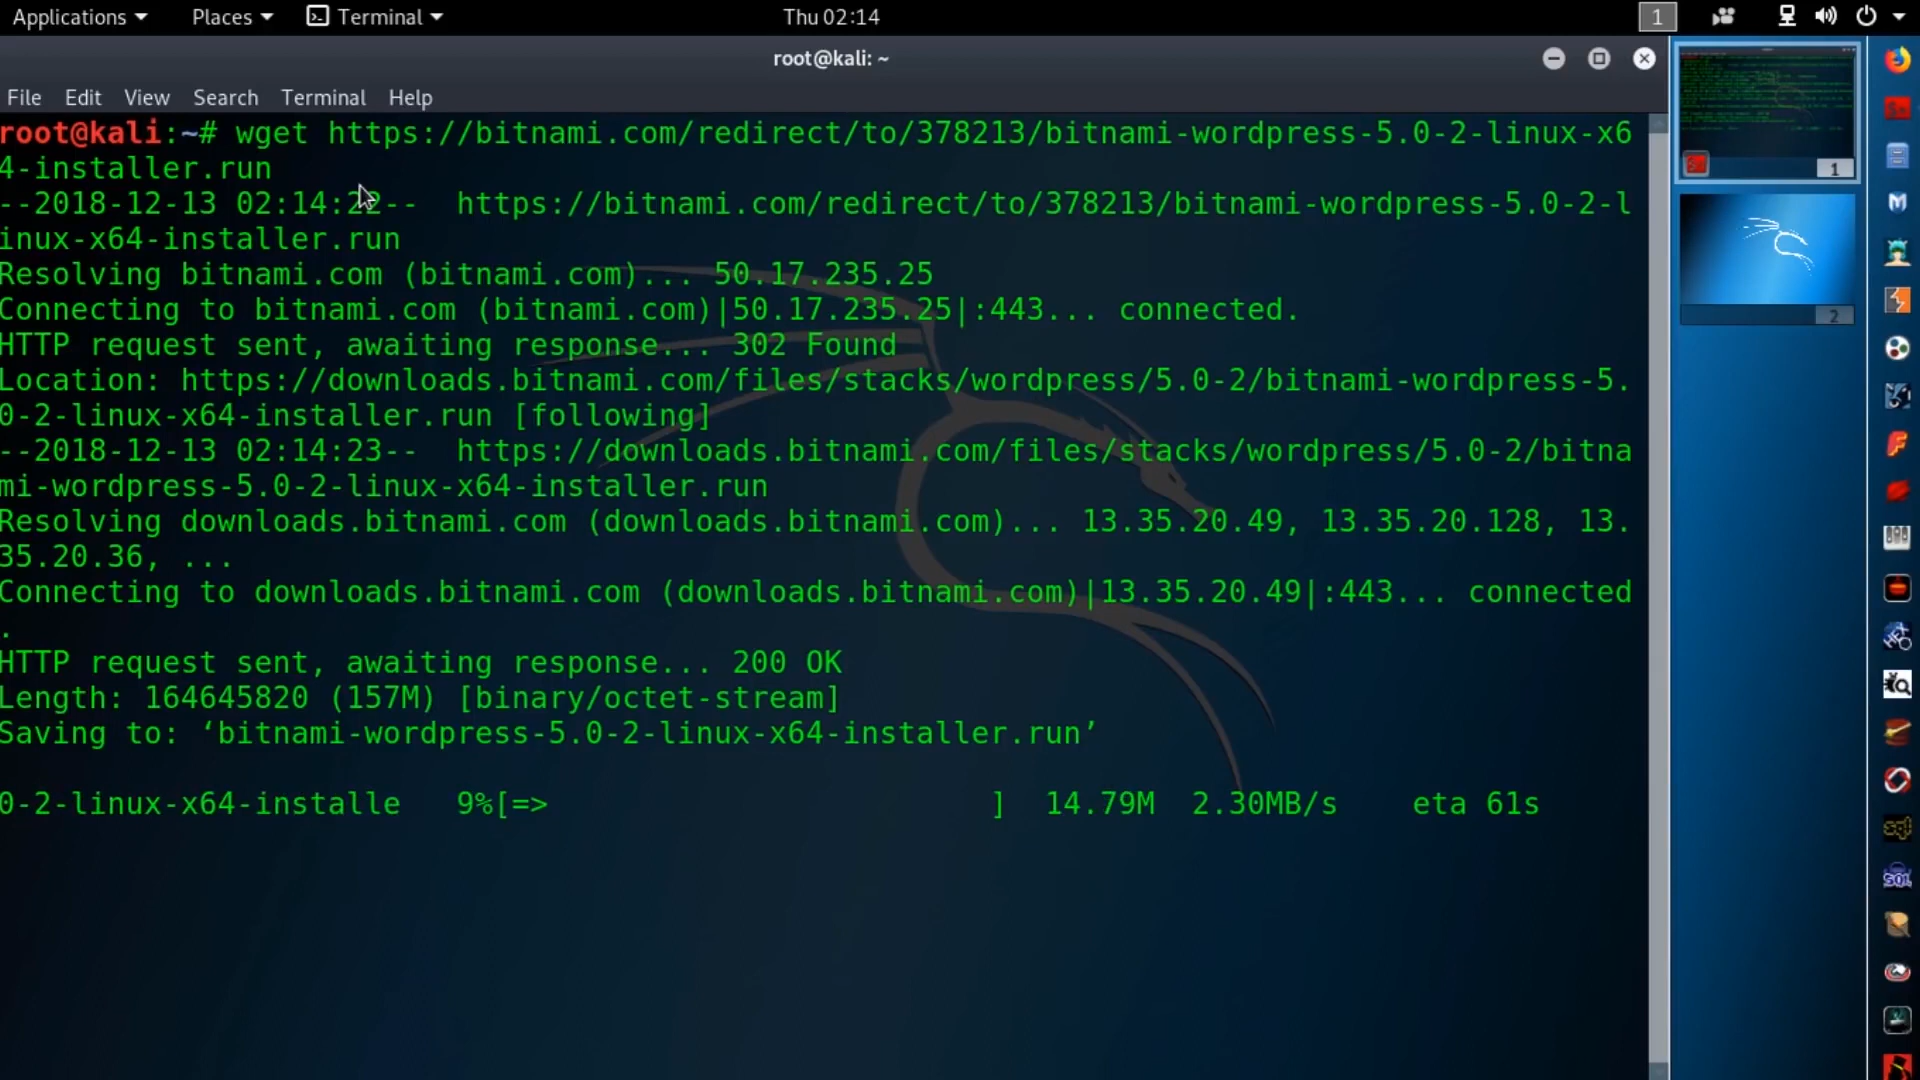 Applications Places Terminal Thu 02:14 1
root@kali: ~
File Edit View Search Terminal Help
root@kali:~# wget https://bitnami.com/redirect/to/378213/bitnami-wordpress-5.0-2-linux-x6
4-installer.run
--2018-12-13 02:14:22-- https://bitnami.com/redirect/to/378213/bitnami-wordpress-5.0-2-l
inux-x64-installer.run
Resolving bitnami.com (bitnami.com)... 50.17.235.25
Connecting to bitnami.com (bitnami.com)|50.17.235.25|:443... connected.
HTTP request sent, awaiting response... 302 Found
Location: https://downloads.bitnami.com/files/stacks/wordpress/5.0-2/bitnami-wordpress-5.
0-2-linux-x64-installer.run [following]
--2018-12-13 02:14:23-- https://downloads.bitnami.com/files/stacks/wordpress/5.0-2/bitna
mi-wordpress-5.0-2-linux-x64-installer.run
Resolving downloads.bitnami.com (downloads.bitnami.com)... 13.35.20.49, 13.35.20.128, 13.
35.20.36, ...
Connecting to downloads.bitnami.com (downloads.bitnami.com)|13.35.20.49|:443... connected
.
HTTP request sent, awaiting response... 200 OK
Length: 164645820 (157M) [binary/octet-stream]
Saving to: ‘bitnami-wordpress-5.0-2-linux-x64-installer.run’
0-2-linux-x64-installe 9%[=> ] 14.79M 2.30MB/s eta 61s
1
2